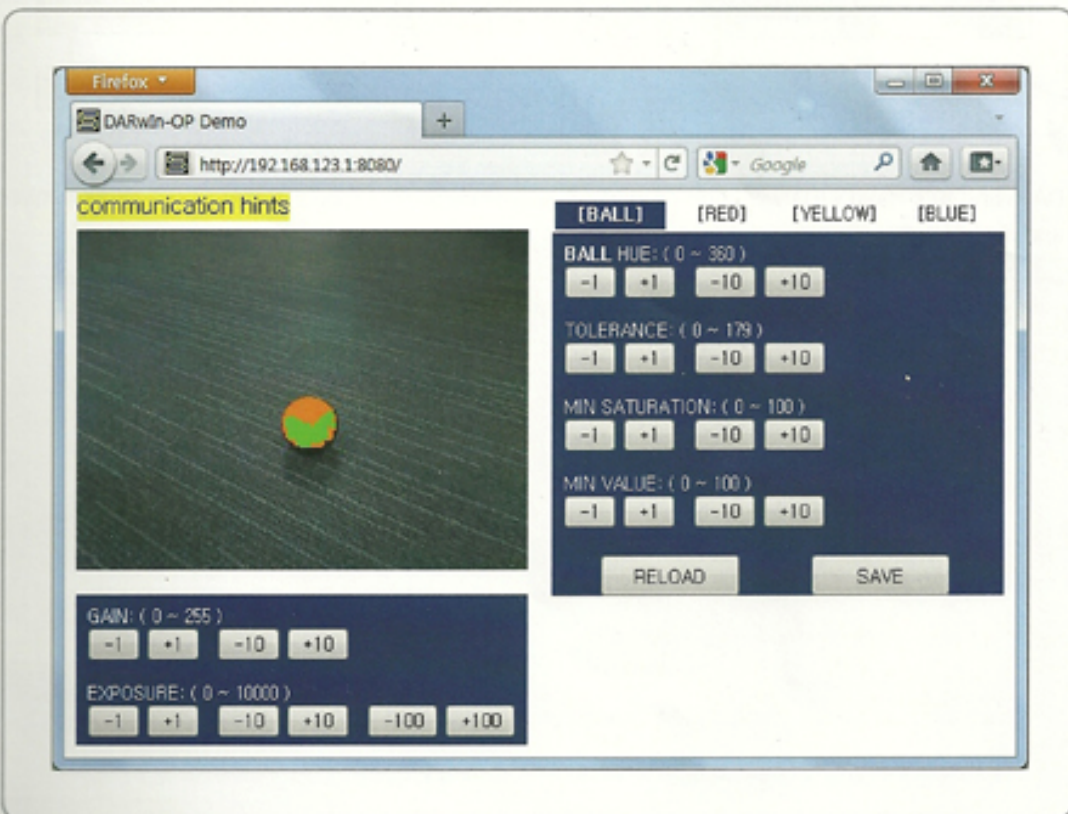 Firefox
DARwIn-OP Demo
http://192.168.123.1:8080/
Google
communication hints
[BALL] [RED] [YELLOW] [BLUE]
BALL HUE: ( 0 ~ 360 )
-1 +1 -10 +10
TOLERANCE: ( 0 ~ 179 )
-1 +1 -10 +10
MIN SATURATION: ( 0 ~ 100 )
-1 +1 -10 +10
MIN VALUE: ( 0 ~ 100 )
-1 +1 -10 +10
RELOAD SAVE
GAIN: ( 0 ~ 255 )
-1 +1 -10 +10
EXPOSURE: ( 0 ~ 10000 )
-1 +1 -10 +10 -100 +100